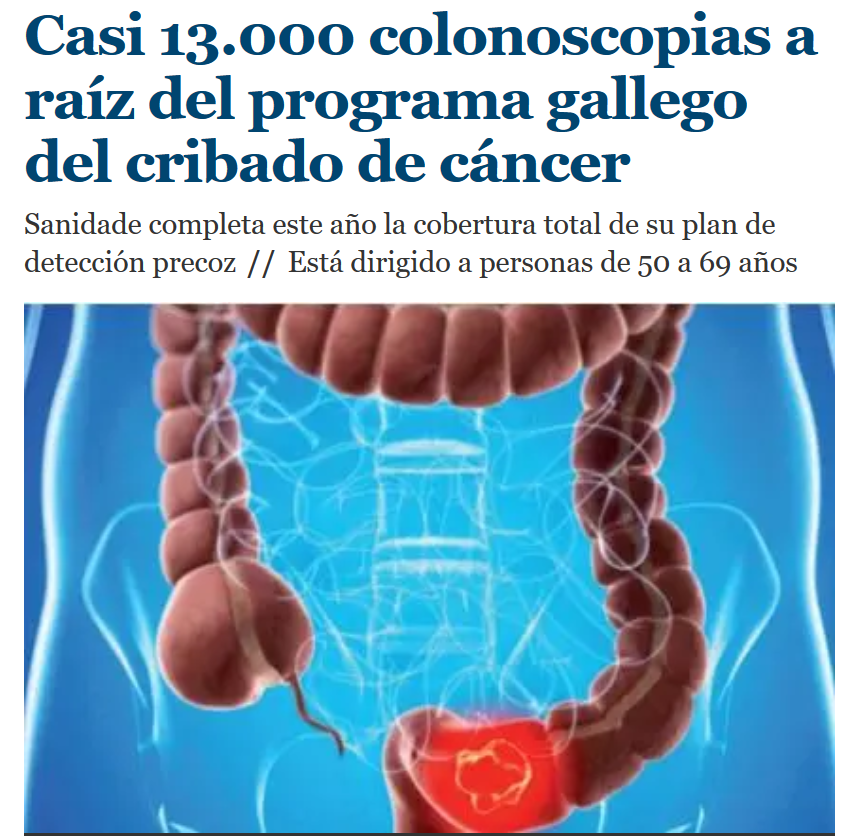 Casi 13.000 colonoscopias a
raíz del programa gallego
del cribado de cáncer
Sanidade completa este año la cobertura total de su plan de
detección precoz // Está dirigido a personas de 50 a 69 años